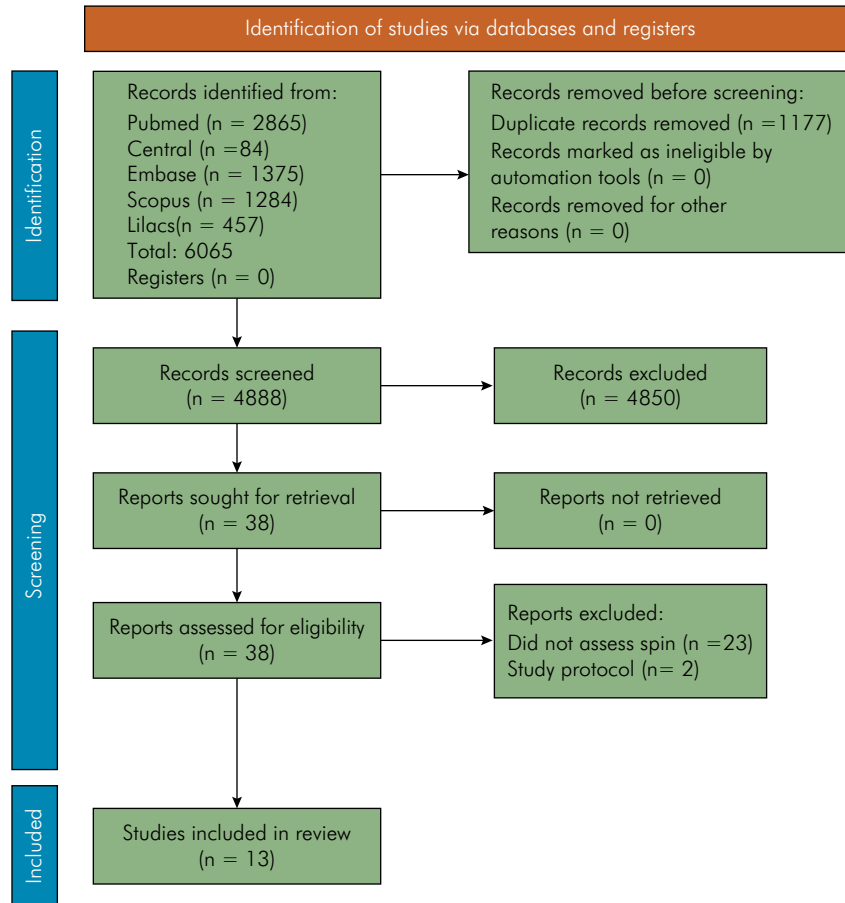 Identification of studies via databases and registers
Identification
Records identified from:
Pubmed (n = 2865)
Central (n =84)
Embase (n = 1375)
Scopus (n = 1284)
Lilacs(n = 457)
Total: 6065
Registers (n = 0)
Records removed before screening:
Duplicate records removed (n =1177)
Records marked as ineligible by
automation tools (n = 0)
Records removed for other
reasons (n = 0)
Screening
Records screened
(n = 4888)
Records excluded
(n = 4850)
Reports sought for retrieval
(n = 38)
Reports not retrieved
(n = 0)
Reports assessed for eligibility
(n = 38)
Reports excluded:
Did not assess spin (n =23)
Study protocol (n= 2)
Included
Studies included in review
(n = 13)